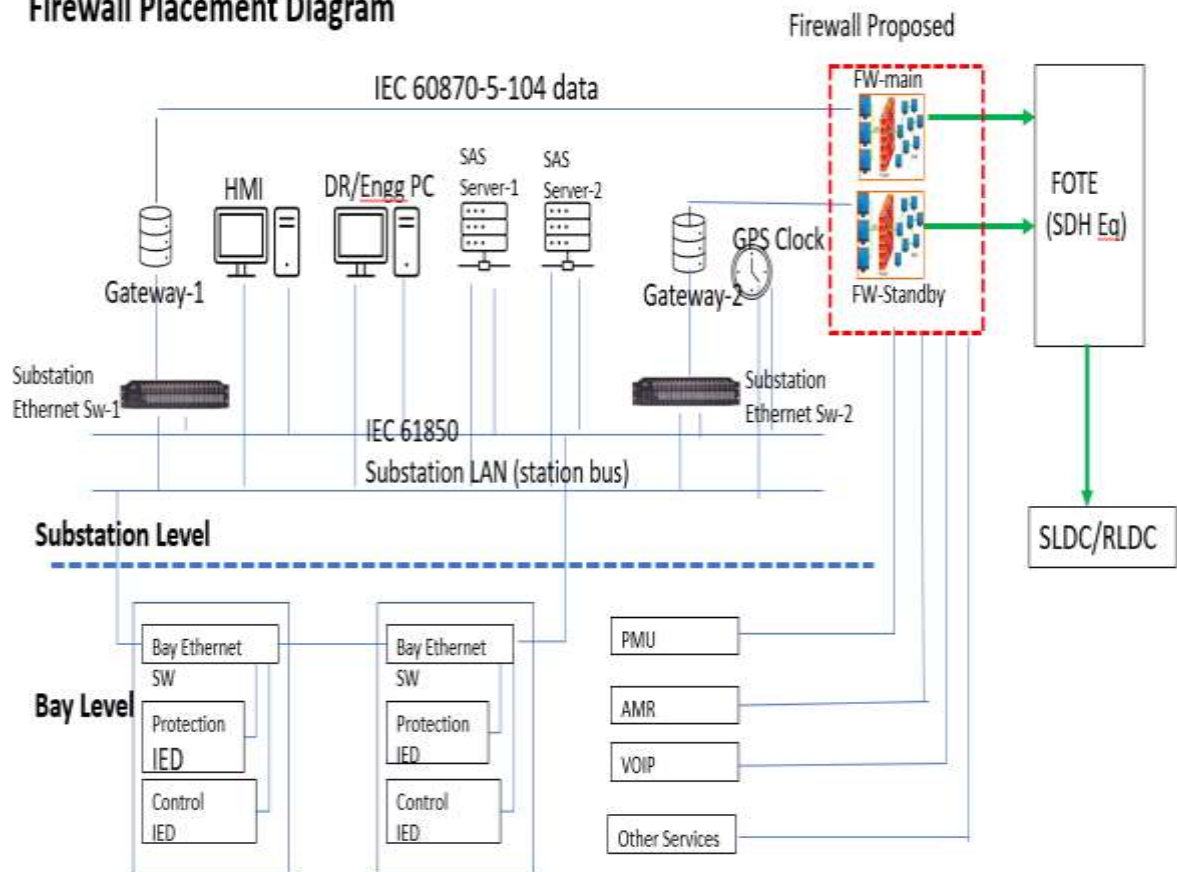 Firewall Placement Diagram
Firewall Proposed
IEC 60870-5-104 data
FW-main
SAS
Server-1
SAS
Server-2
HMI
DR/Engg PC
FOTE
(SDH Eq)
GPS Clock
Gateway-1
Gateway-2
FW-Standby
Substation
Ethernet Sw-1
Substation
Ethernet Sw-2
IEC 61850
Substation LAN (station bus)
Substation Level
SLDC/RLDC
Bay Ethernet
SW
Bay Ethernet
SW
PMU
Bay Level
Protection
IED
Protection
IED
AMR
VOIP
Control
IED
Control
IED
Other Services